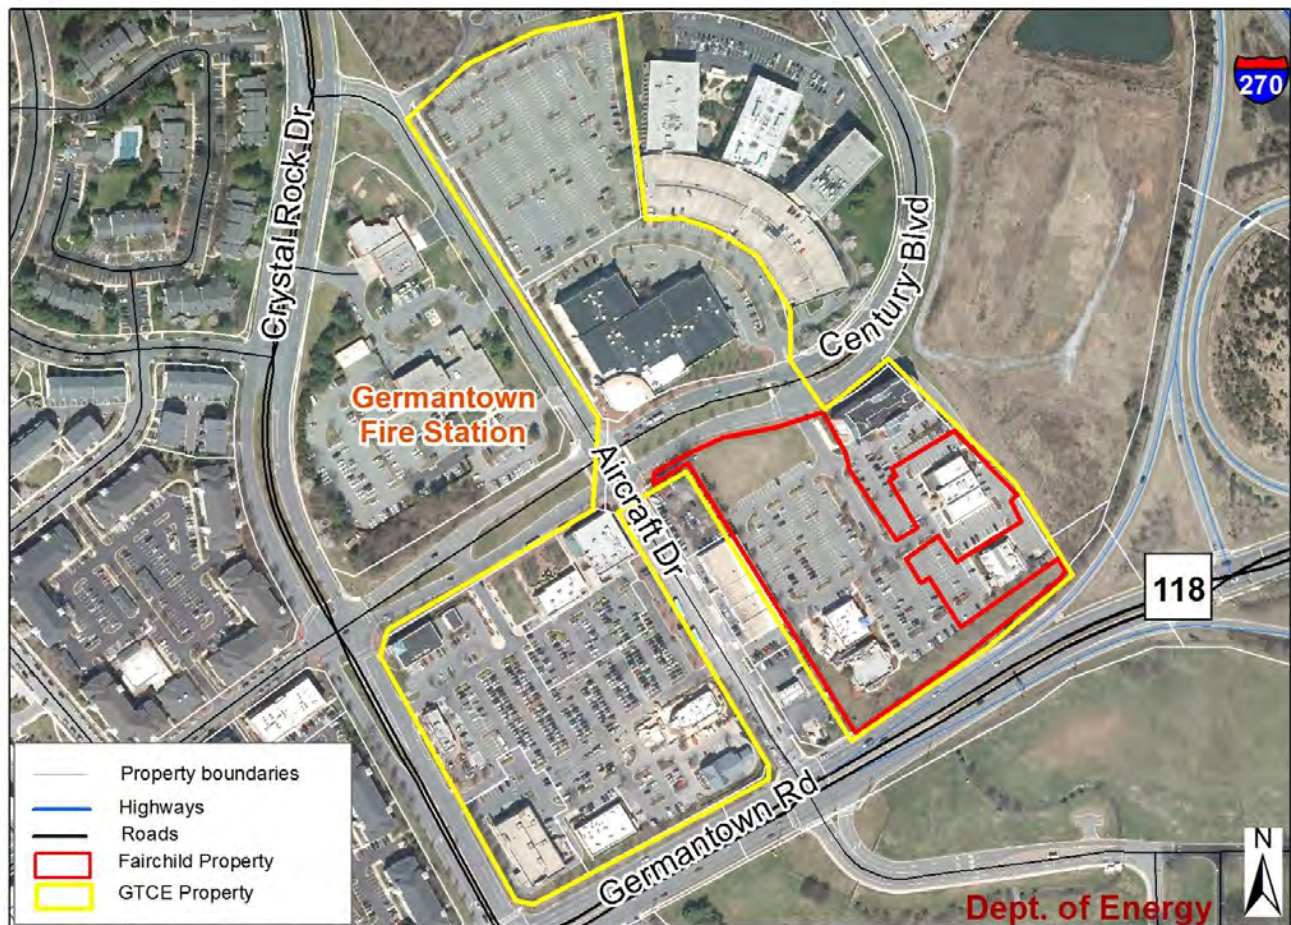 270
Crystal Rock Dr
Century Blvd
Germantown
Fire Station
Aircraft Dr
118
Germantown Rd
Property boundaries
Highways
Roads
Fairchild Property
GTCE Property
N
Dept. of Energy